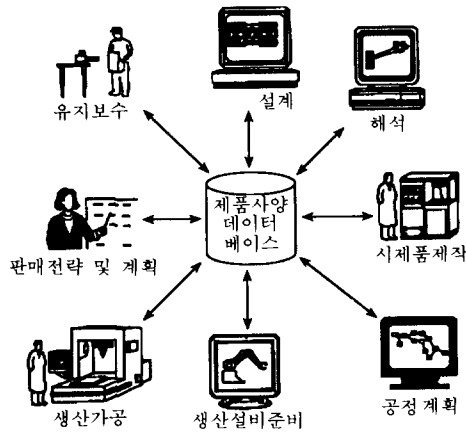 설계
유지보수
해석
제품사양
데이터
베이스
판매전략 및 계획
시제품제작
생산가공
생산설비준비
공정계획